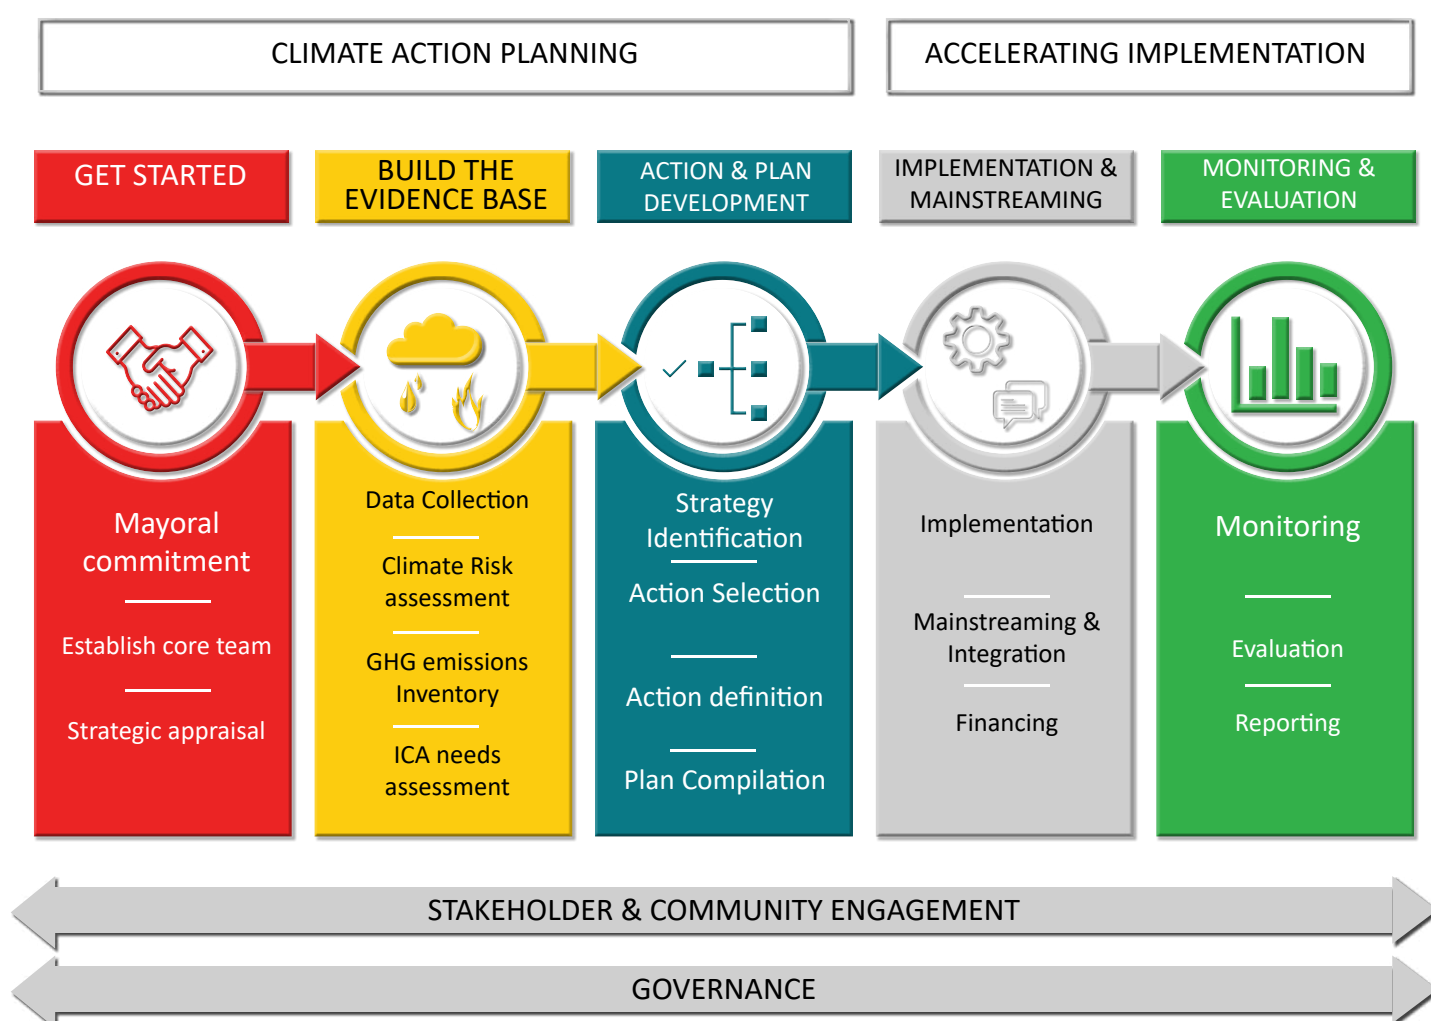 CLIMATE ACTION PLANNING
ACCELERATING IMPLEMENTATION
GET STARTED
BUILD THE
EVIDENCE BASE
ACTION & PLAN
DEVELOPMENT
IMPLEMENTATION &
MAINSTREAMING
MONITORING &
EVALUATION
Mayoral
commitment
Establish core team
Strategic appraisal
Data Collection
Climate Risk
assessment
GHG emissions
Inventory
ICA needs
assessment
Strategy
Identification
Action Selection
Action definition
Plan Compilation
Implementation
Mainstreaming &
Integration
Financing
Monitoring
Evaluation
Reporting
STAKEHOLDER & COMMUNITY ENGAGEMENT
GOVERNANCE